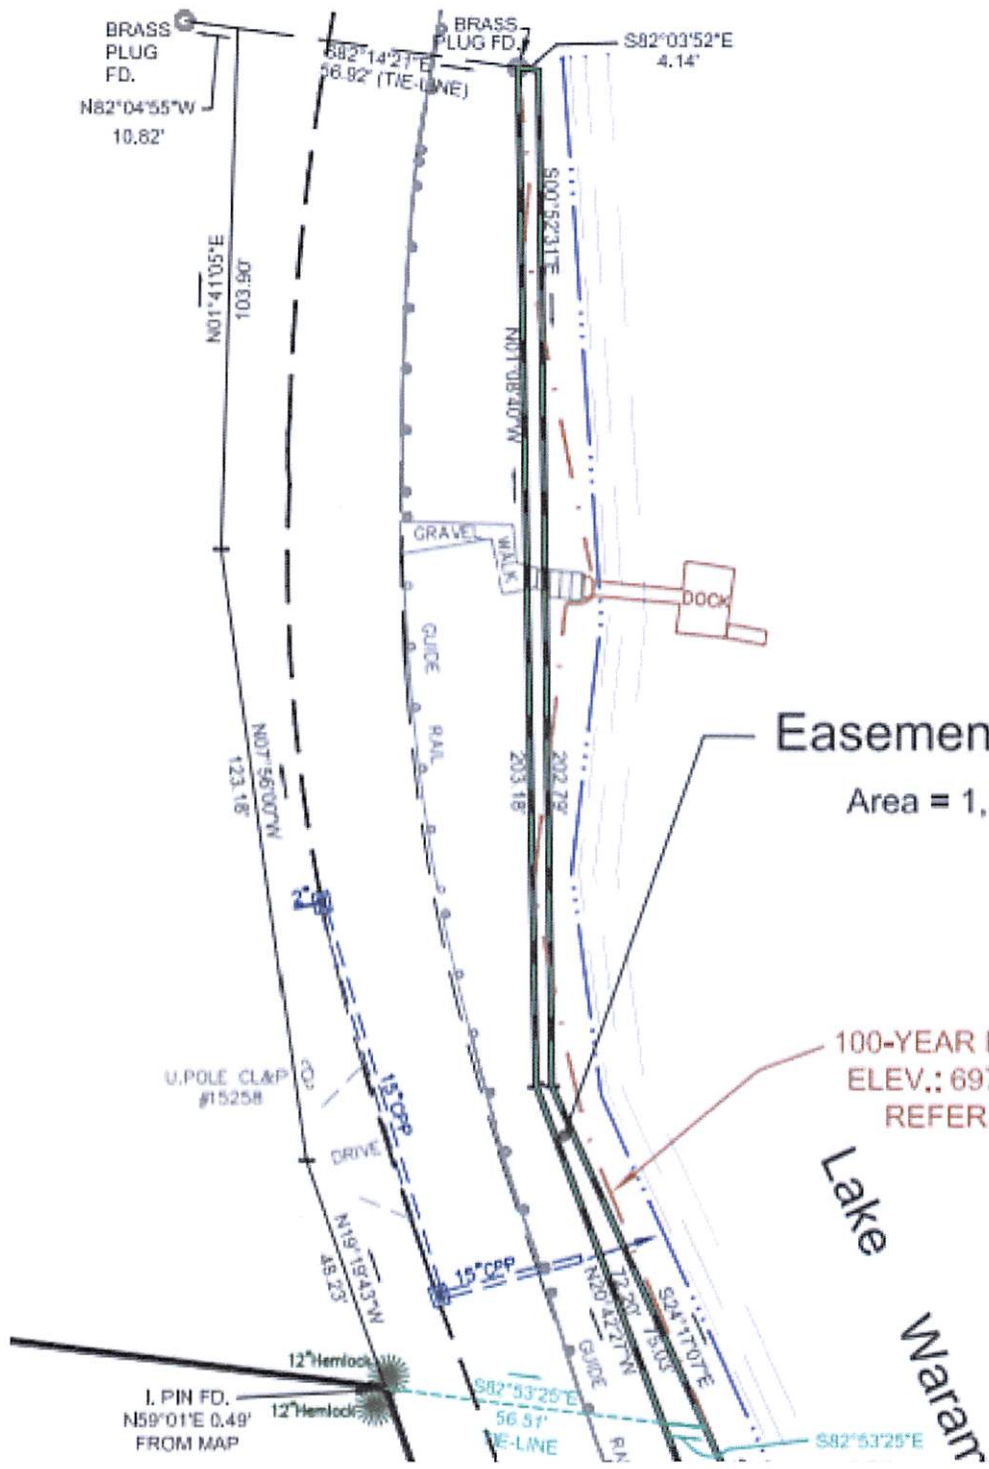 BRASS
PLUG
FD.
BRASS
PLUG FD.
S82°03'52"E
4.14'
S82°14'21"E
56.92' (TIE-LINE)
N82°04'55"W
10.82'
N01°41'05"E
103.90'
S00°52'31"E
N01°08'40"W
GRAVEL
WALK
DOCK
GUIDE
RAIL
N07°56'00"W
123.18'
203.18'
202.79'
Easemen
Area = 1,
2"
15"CPP
U.POLE CL&P
#15258
DRIVE
100-YEAR
ELEV.: 697
REFER
Lake
Waram
N19°19'43"W
48.23'
15"CPP
N20°42'27"W
72.20'
75.03'
S24°17'07"E
GUIDE
12"Hemlock
I. PIN FD.
N59°01'E 0.49'
FROM MAP
12"Hemlock
S82°53'25"E
56.51'
TIE-LINE
S82°53'25"E
RA